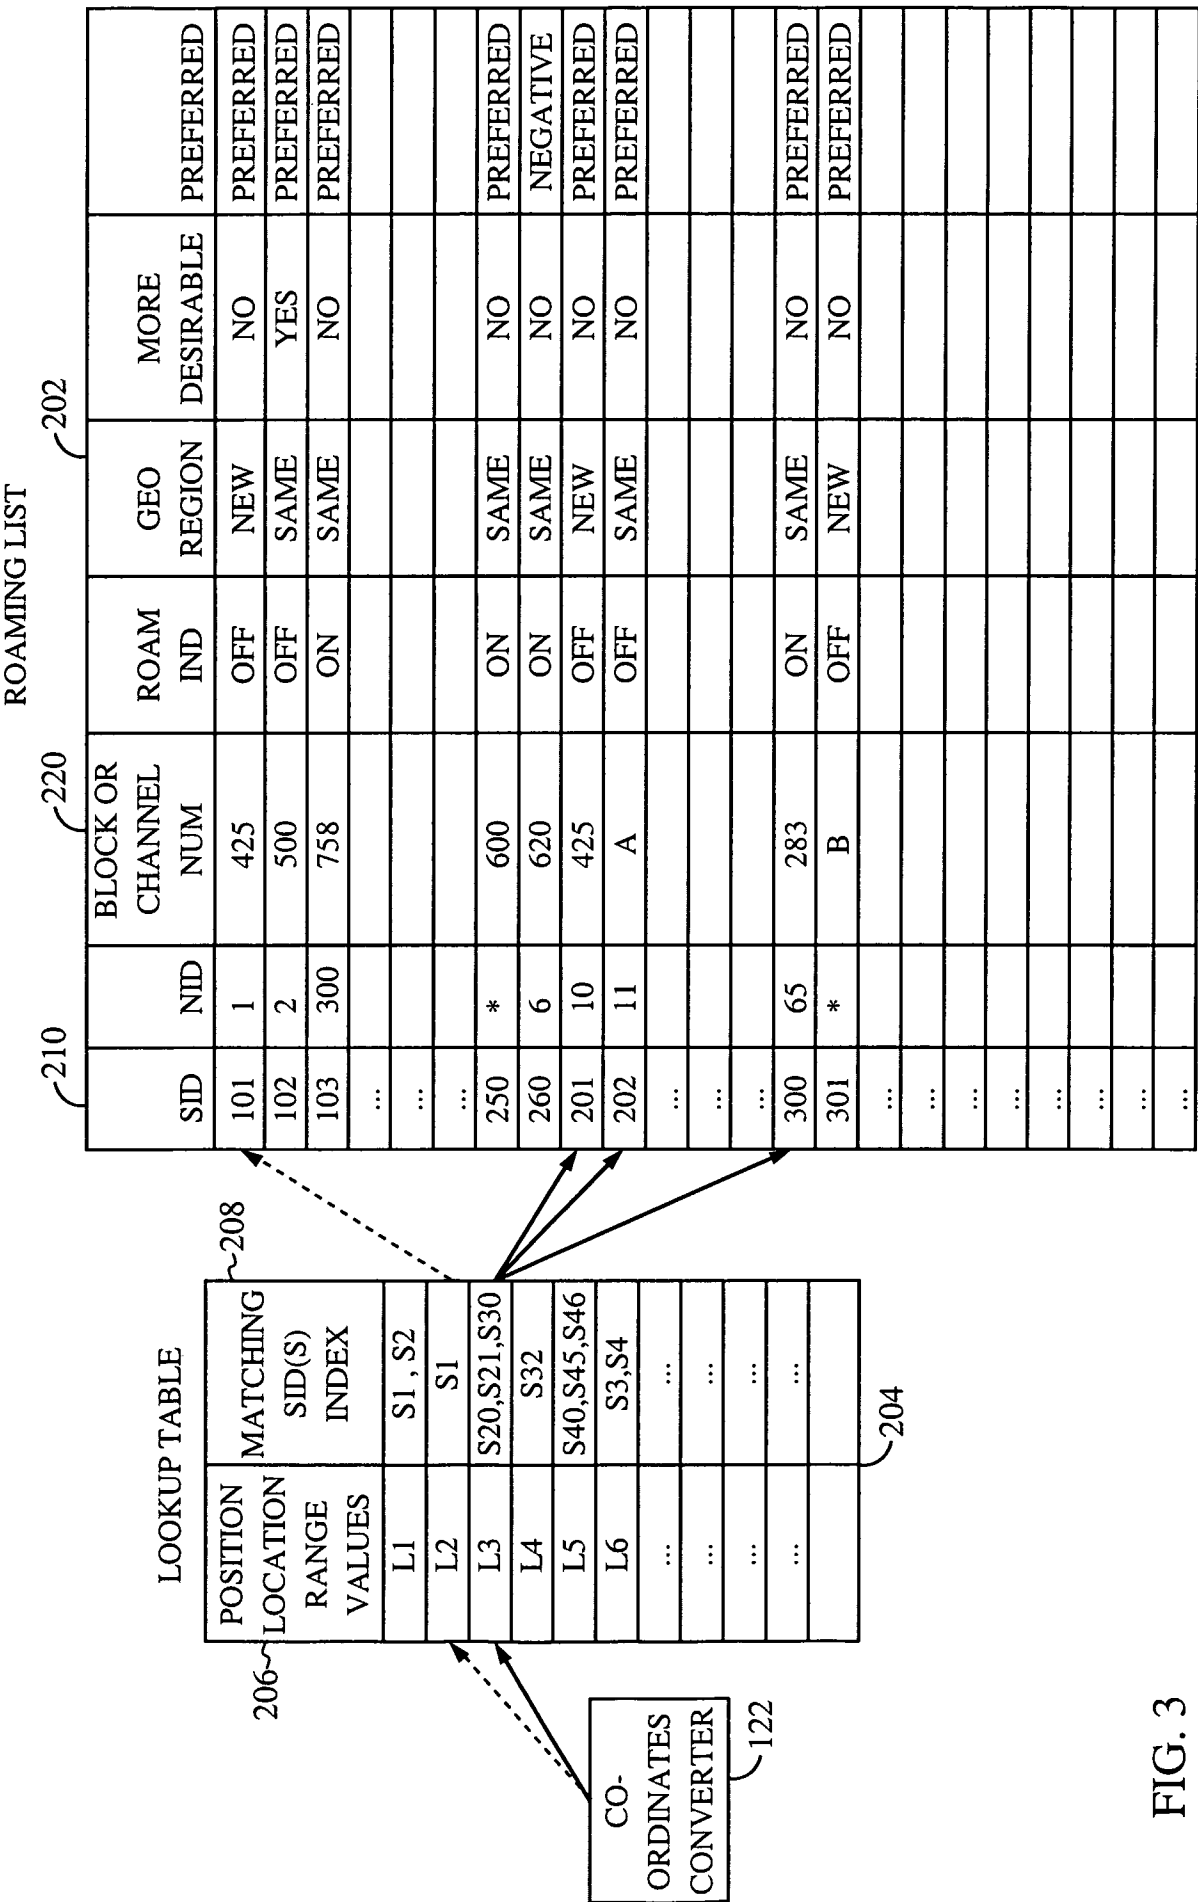 ROAMING LIST
210
220
202
SID NID BLOCK OR CHANNEL NUM ROAM IND GEO REGION MORE DESIRABLE PREFERRED
101 1 425 OFF NEW NO PREFERRED
102 2 500 OFF SAME YES PREFERRED
103 300 758 ON SAME NO PREFERRED
...
...
...
250 * 600 ON SAME NO PREFERRED
260 6 620 ON SAME NO NEGATIVE
201 10 425 OFF NEW NO PREFERRED
202 11 A OFF SAME NO PREFERRED
...
...
...
300 65 283 ON SAME NO PREFERRED
301 * B OFF NEW NO PREFERRED
...
...
...
...
...
...
...
...
LOOKUP TABLE
206
208
POSITION LOCATION RANGE VALUES MATCHING SID(S) INDEX
L1 S1 , S2
L2 S1
L3 S20,S21,S30
L4 S32
L5 S40,S45,S46
L6 S3,S4
... ...
... ...
... ...
... ...
204
CO-
ORDINATES
CONVERTER
122
FIG. 3